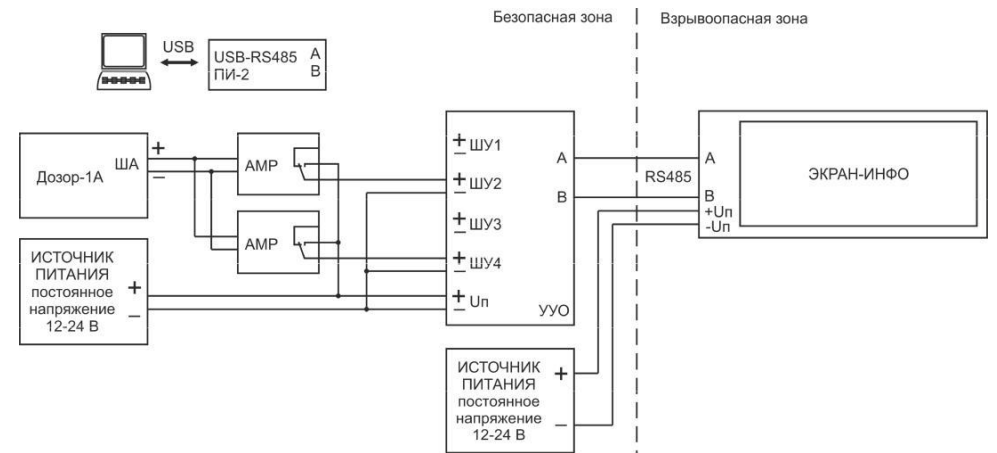 Безопасная зона
Взрывоопасная зона
USB
USB-RS485 A
ПИ-2 B
Дозор-1А
ША
+
–
АМР
АМР
ИСТОЧНИК
ПИТАНИЯ
постоянное
напряжение
12-24 В
+
–
+
– ШУ1
+
– ШУ2
+
– ШУ3
+
– ШУ4
+
– Uп
A
B
УУО
RS485
A
B
+Uп
-Uп
ЭКРАН-ИНФО
ИСТОЧНИК
ПИТАНИЯ
постоянное
напряжение
12-24 В
+
–